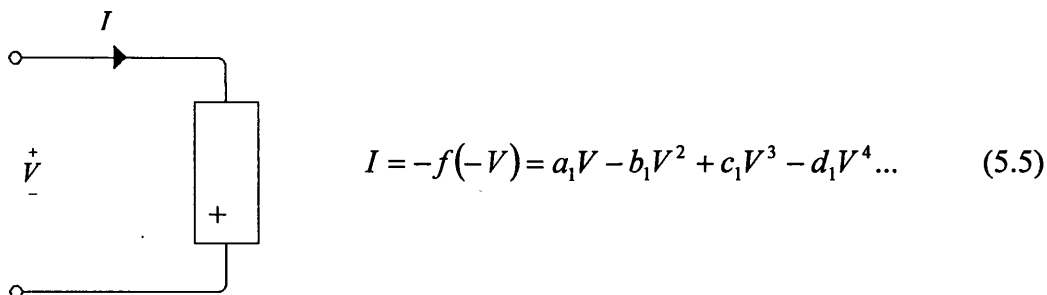 I
+
V
-
+
I = -f(-V) = a₁V - b₁V² + c₁V³ - d₁V⁴... (5.5)